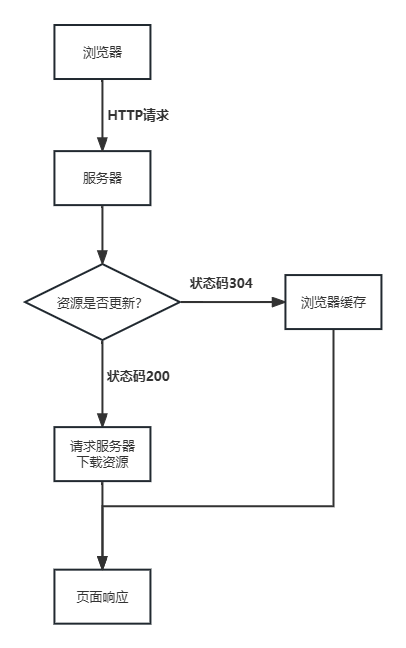 浏览器
HTTP请求
服务器
资源是否更新?
状态码304
浏览器缓存
状态码200
请求服务器
下载资源
页面响应